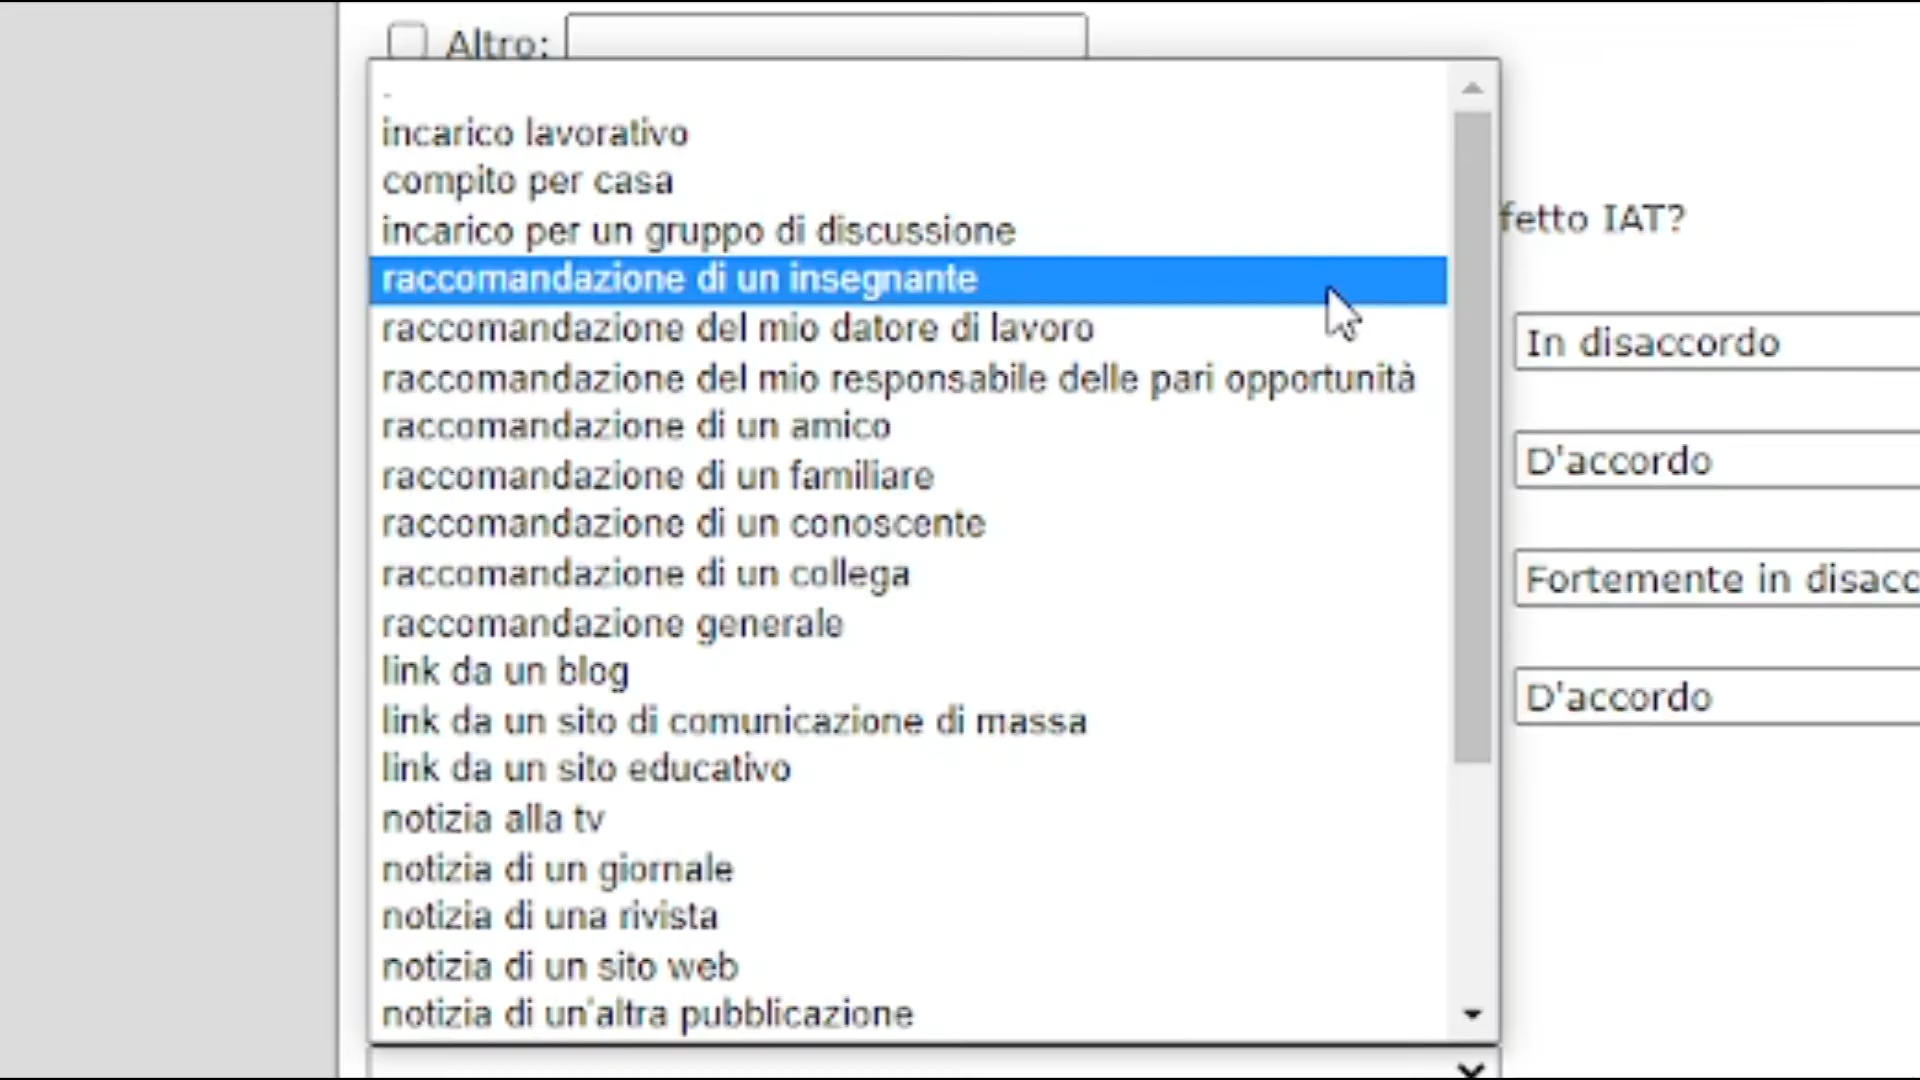 Altro:
incarico lavorativo
compito per casa
incarico per un gruppo di discussione
raccomandazione di un insegnante
raccomandazione del mio datore di lavoro
raccomandazione del mio responsabile delle pari opportunità
raccomandazione di un amico
raccomandazione di un familiare
raccomandazione di un conoscente
raccomandazione di un collega
raccomandazione generale
link da un blog
link da un sito di comunicazione di massa
link da un sito educativo
notizia alla tv
notizia di un giornale
notizia di una rivista
notizia di un sito web
notizia di un'altra pubblicazione
fetto IAT?
In disaccordo
D'accordo
Fortemente in disacc
D'accordo